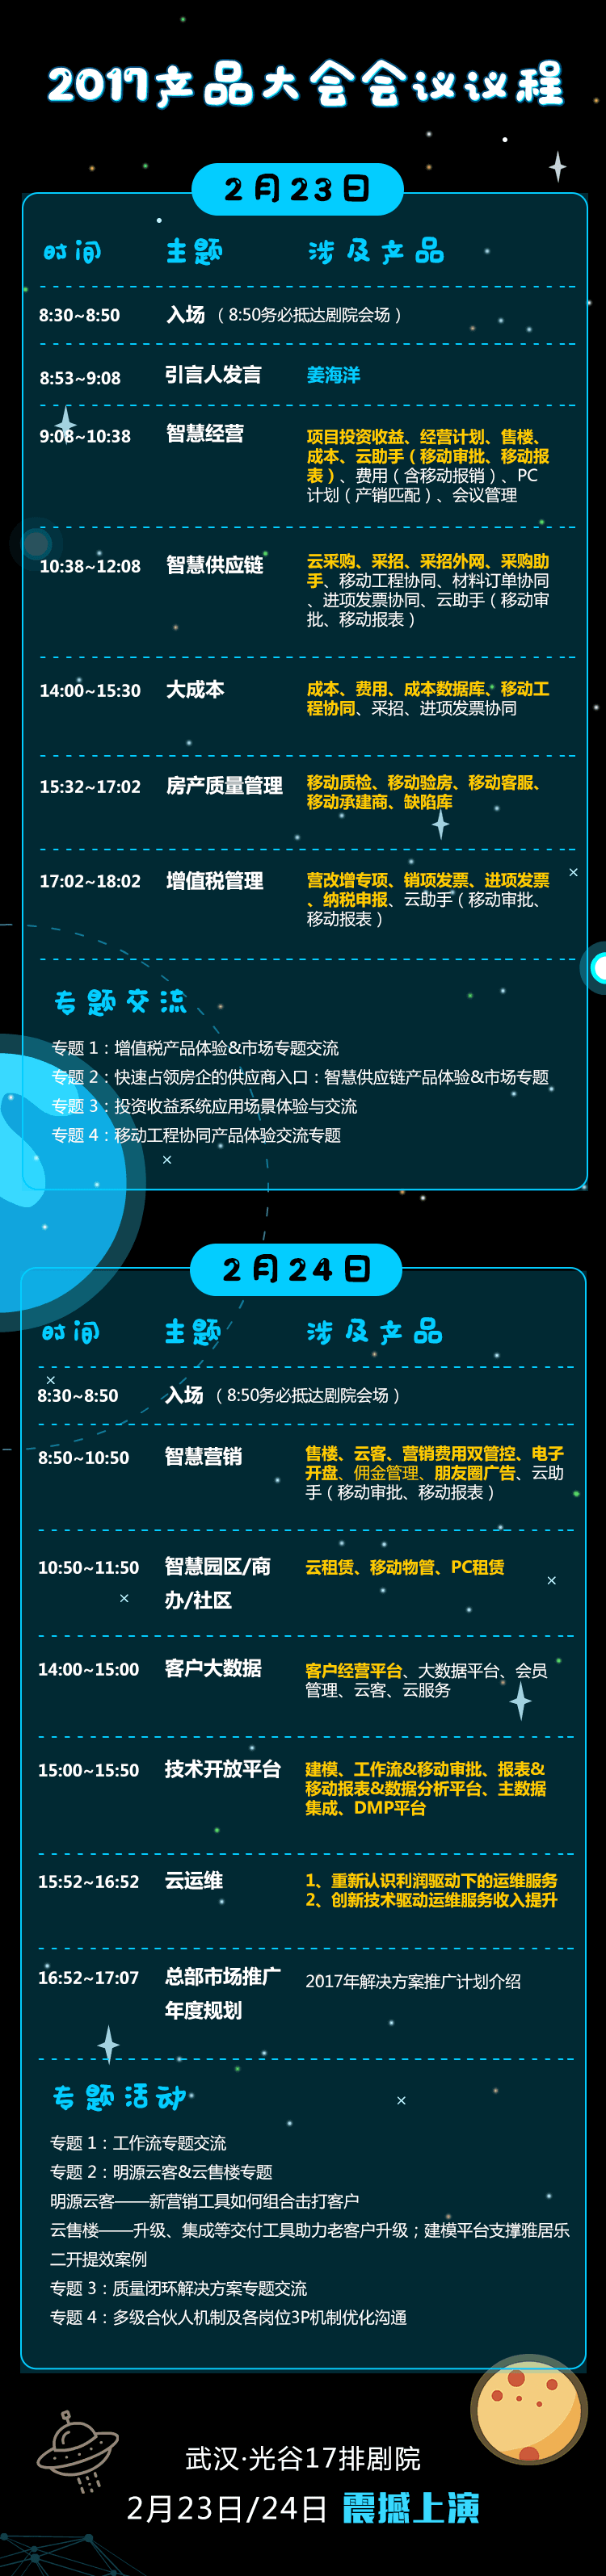 2017产品大会会议议程
2月23日
时间 主题 涉及产品
8:30~8:50 入场（8:50务必抵达剧院会场）
8:53~9:08 引言人发言 姜海洋
9:08~10:38 智慧经营 项目投资收益、经营计划、售楼、
成本、云助手（移动审批、移动报
表）、费用（含移动报销）、PC
计划（产销匹配）、会议管理
10:38~12:08 智慧供应链 云采购、采招、采招外网、采购助
手、移动工程协同、材料订单协同
、进项发票协同、云助手（移动审
批、移动报表）
14:00~15:30 大成本 成本、费用、成本数据库、移动工
程协同、采招、进项发票协同
15:32~17:02 房产质量管理 移动质检、移动验房、移动客服、
移动承建商、缺陷库
17:02~18:02 增值税管理 营改增专项、销项发票、进项发票
、纳税申报、云助手（移动审批、
移动报表）
专题交流
专题 1：增值税产品体验&市场专题交流
专题 2：快速占领房企的供应商入口：智慧供应链产品体验&市场专题
专题 3：投资收益系统应用场景体验与交流
专题 4：移动工程协同产品体验交流专题
2月24日
时间 主题 涉及产品
8:30~8:50 入场（8:50务必抵达剧院会场）
8:50~10:50 智慧营销 售楼、云客、营销费用双管控、电子
开盘、佣金管理、朋友圈广告、云助
手（移动审批、移动报表）
10:50~11:50 智慧园区/商 云租赁、移动物管、PC租赁
办/社区
14:00~15:00 客户大数据 客户经营平台、大数据平台、会员
管理、云客、云服务
15:00~15:50 技术开放平台 建模、工作流&移动审批、报表&
移动报表&数据分析平台、主数据
集成、DMP平台
15:52~16:52 云运维 1、重新认识利润驱动下的运维服务
2、创新技术驱动运维服务收入提升
16:52~17:07 总部市场推广 2017年解决方案推广计划介绍
年度规划
专题活动
专题 1：工作流专题交流
专题 2：明源云客&云售楼专题
明源云客——新营销工具如何组合击打客户
云售楼——升级、集成等交付工具助力老客户升级；建模平台支撑雅居乐
二开提效案例
专题 3：质量闭环解决方案专题交流
专题 4：多级合伙人机制及各岗位3P机制优化沟通
武汉·光谷17排剧院
2月23日/24日 震撼上演